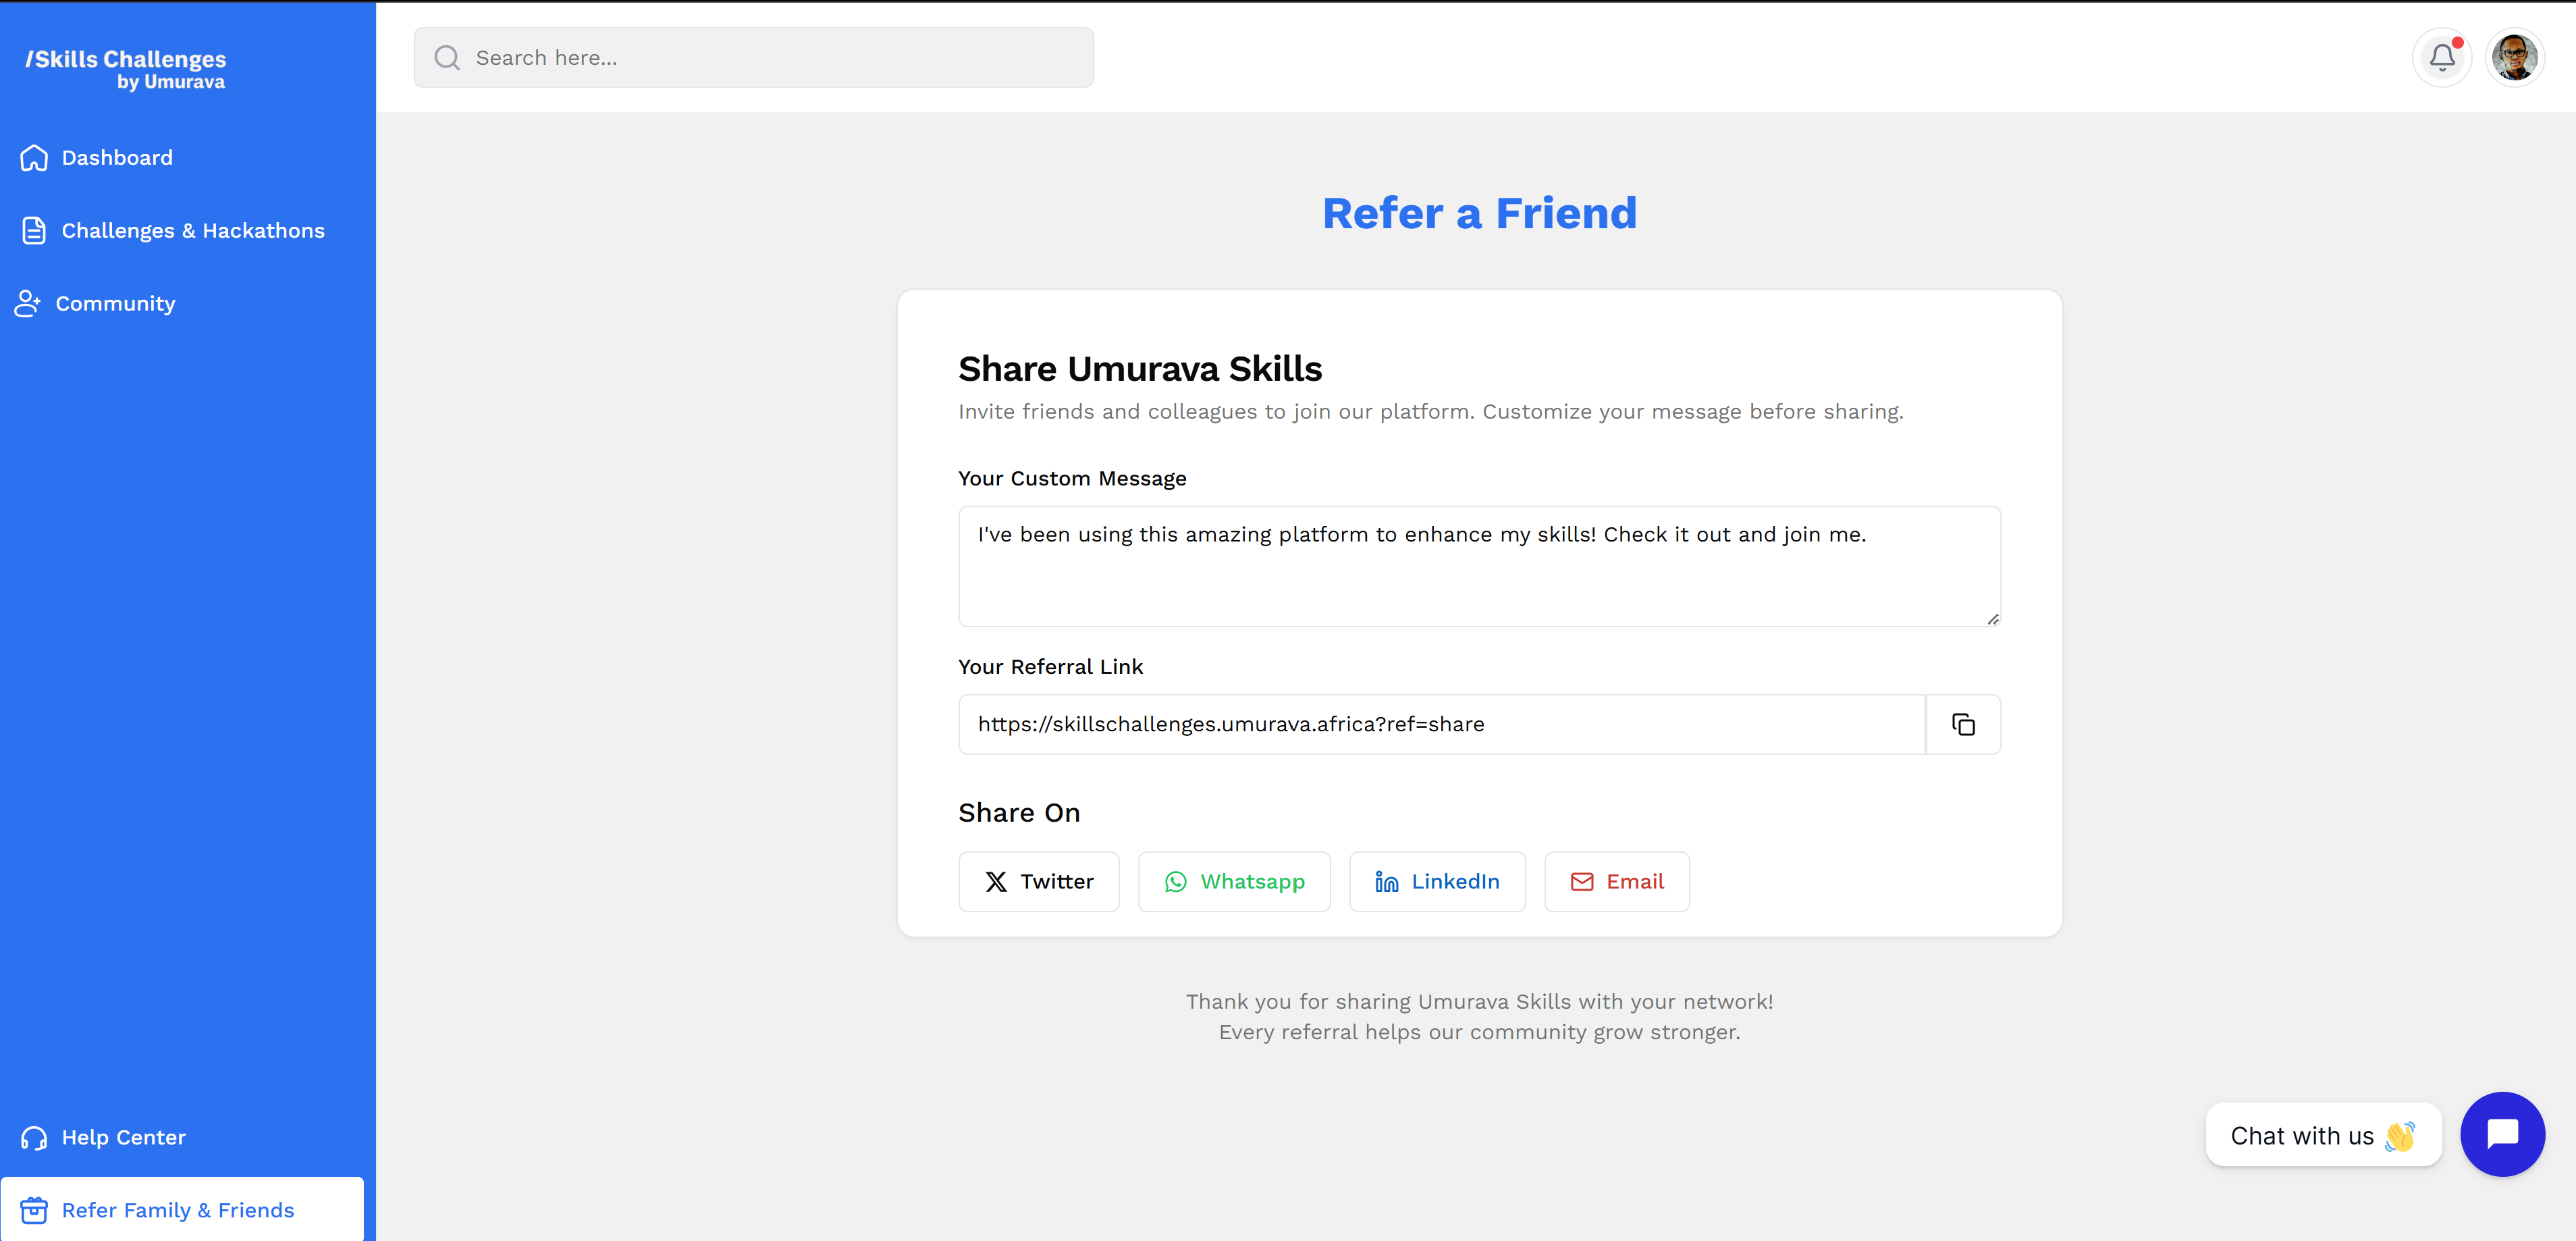 /Skills Challenges
by Umurava
Search here...
Dashboard
Challenges & Hackathons
Community
Refer a Friend
Share Umurava Skills
Invite friends and colleagues to join our platform. Customize your message before sharing.
Your Custom Message
I've been using this amazing platform to enhance my skills! Check it out and join me.
Your Referral Link
https://skillschallenges.umurava.africa?ref=share
Share On
Twitter
Whatsapp
LinkedIn
Email
Thank you for sharing Umurava Skills with your network!
Every referral helps our community grow stronger.
Help Center
Chat with us 👋
Refer Family & Friends